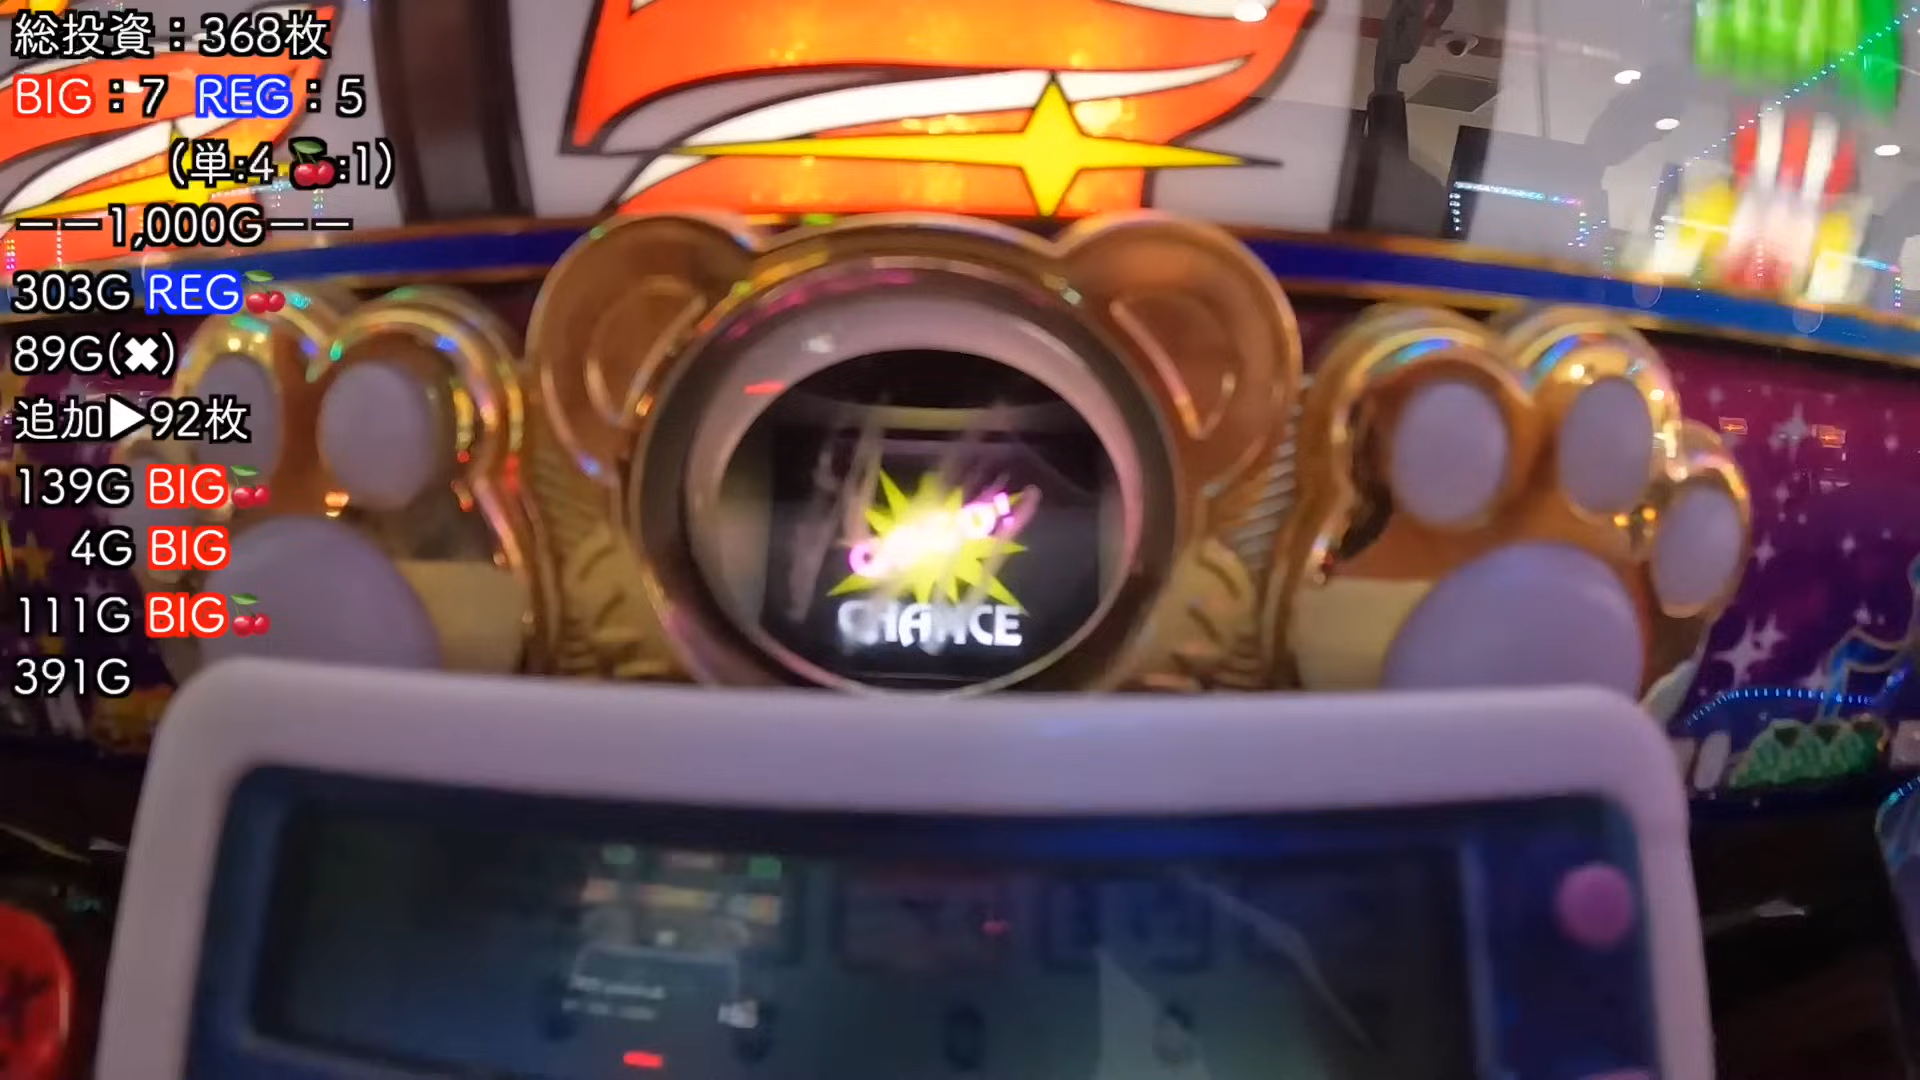 総投資：368枚
BIG：7 REG：5
(単:4 🍒:1)
——1,000G——
303G REG🍒
89G(✖)
追加▶92枚
139G BIG🍒
4G BIG
111G BIG🍒
391G
CHANCE